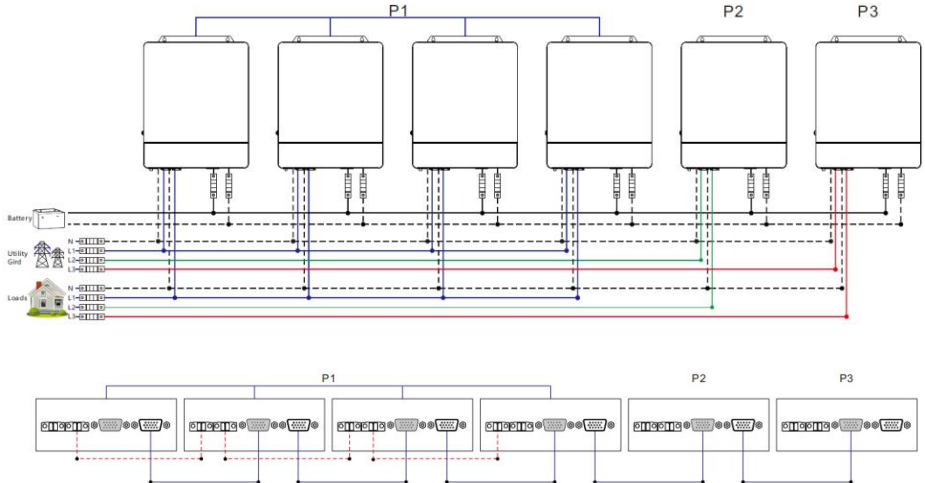 P1 P2 P3
Battery
N
Utility L1
Gird L2
L3
N
Loads L1
L2
L3
P1 P2 P3